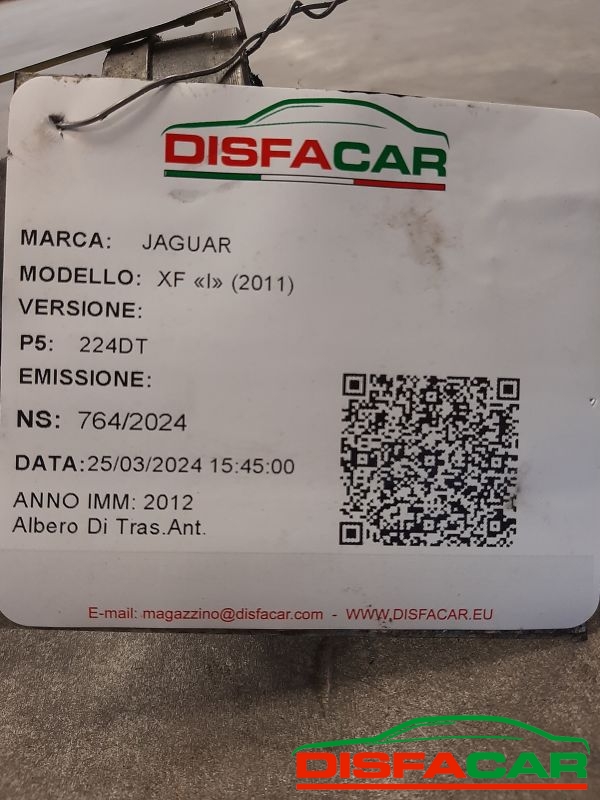 DISFACAR
MARCA: JAGUAR
MODELLO: XF «I» (2011)
VERSIONE:
P5: 224DT
EMISSIONE:
NS: 764/2024
DATA:25/03/2024 15:45:00
ANNO IMM: 2012
Albero Di Tras.Ant.
E-mail: magazzino@disfacar.com - WWW.DISFACAR.EU
DISFACAR